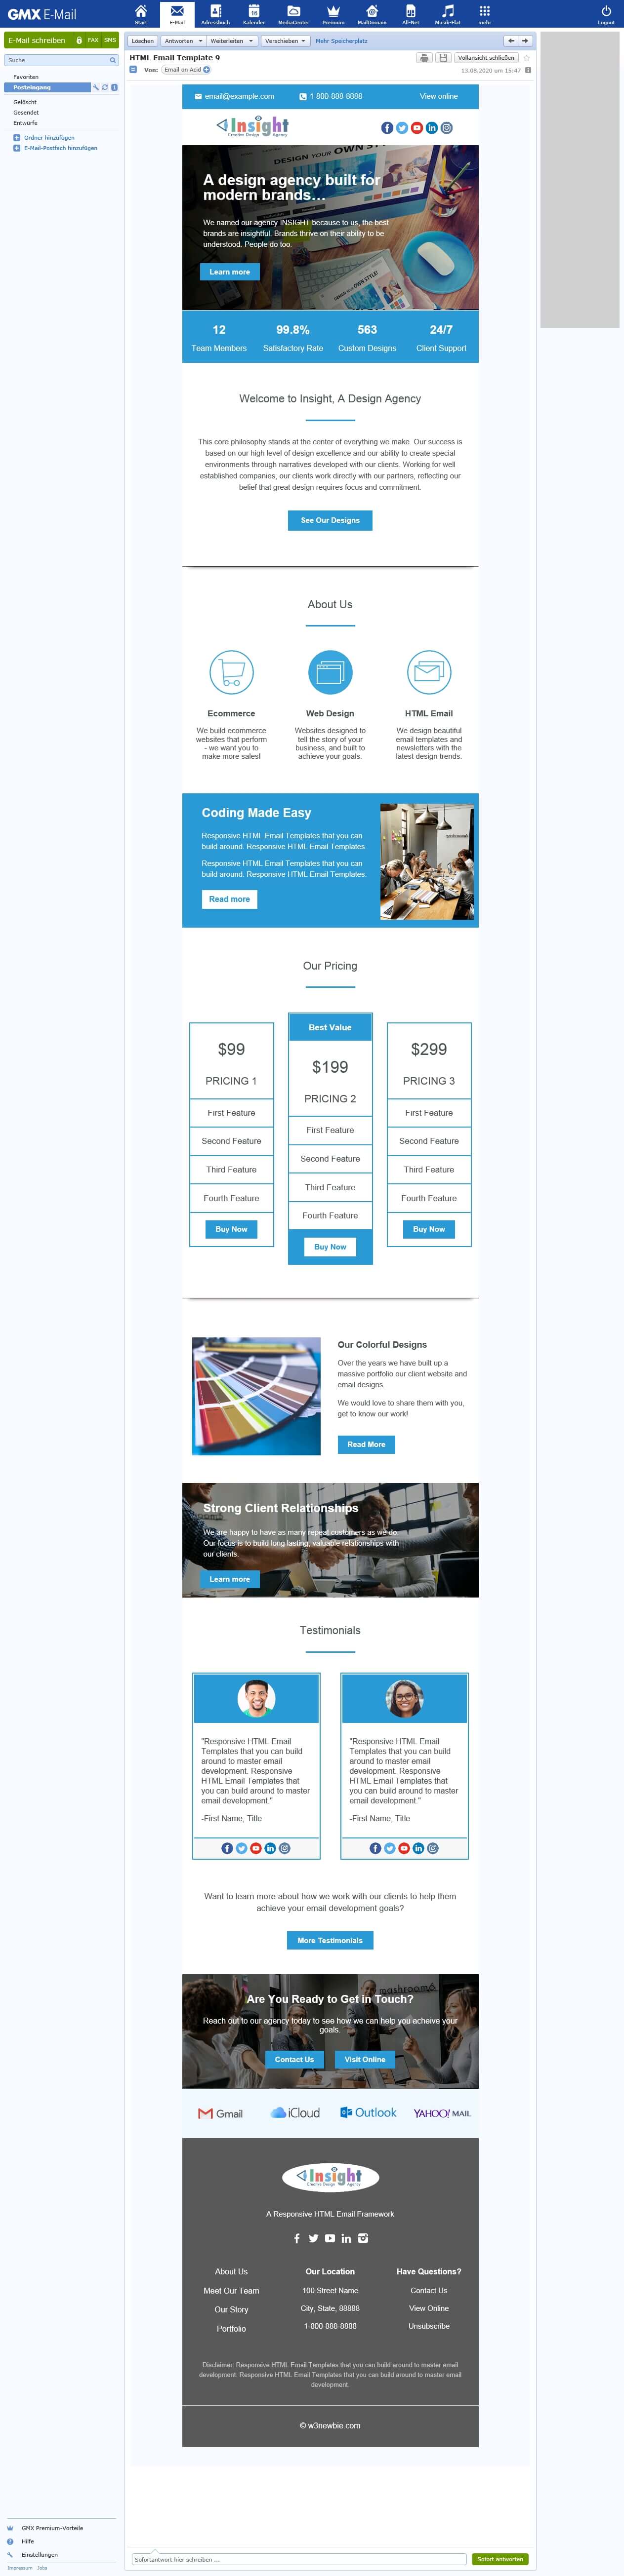 GMX E-Mail
Start
E-Mail
Adressbuch
Kalender
MediaCenter
Premium
MailDomain
All-Net
Musik-Flat
mehr
Logout
E-Mail schreiben FAX SMS
Suche
Favoriten
Posteingang
Gelöscht
Gesendet
Entwürfe
Ordner hinzufügen
E-Mail-Postfach hinzufügen
Löschen Antworten Weiterleiten Verschieben Mehr Speicherplatz
HTML Email Template 9
Vollansicht schließen
Von: Email on Acid
13.08.2020 um 15:47
email@example.com 1-800-888-8888 View online
Insight
Creative Design Agency
A design agency built for
modern brands...
We named our agency INSIGHT because to us, the best
brands are insightful. Brands thrive on their ability to be
understood. People do too.
Learn more
12 99.8% 563 24/7
Team Members Satisfactory Rate Custom Designs Client Support
Welcome to Insight, A Design Agency
This core philosophy stands at the center of everything we make. Our success is
based on our high level of design excellence and our ability to create special
environments through narratives developed with our clients. Working for well
established companies, our clients work directly with our partners, reflecting our
belief that great design requires focus and commitment.
See Our Designs
About Us
Ecommerce
We build ecommerce
websites that perform
- we want you to
make more sales!
Web Design
Websites designed to
tell the story of your
business, and built to
achieve your goals.
HTML Email
We design beautiful
email templates and
newsletters with the
latest design trends.
Coding Made Easy
Responsive HTML Email Templates that you can
build around. Responsive HTML Email Templates.
Responsive HTML Email Templates that you can
build around. Responsive HTML Email Templates.
Read more
Our Pricing
$99
PRICING 1
First Feature
Second Feature
Third Feature
Fourth Feature
Buy Now
Best Value
$199
PRICING 2
First Feature
Second Feature
Third Feature
Fourth Feature
Buy Now
$299
PRICING 3
First Feature
Second Feature
Third Feature
Fourth Feature
Buy Now
Our Colorful Designs
Over the years we have built up a
massive portfolio our client website and
email designs.
We would love to share them with you,
get to know our work!
Read More
Strong Client Relationships
We are happy to have as many repeat customers as we do.
Our focus is to build long lasting, valuable relationships with
our clients.
Learn more
Testimonials
"Responsive HTML Email
Templates that you can build
around to master email
development. Responsive
HTML Email Templates that
you can build around to master
email development."
-First Name, Title
"Responsive HTML Email
Templates that you can build
around to master email
development. Responsive
HTML Email Templates that
you can build around to master
email development."
-First Name, Title
Want to learn more about how we work with our clients to help them
achieve your email development goals?
More Testimonials
Are You Ready to Get in Touch?
Reach out to our agency today to see how we can help you acheive your
goals.
Contact Us Visit Online
Gmail iCloud Outlook YAHOO! MAIL
Insight
Creative Design Agency
A Responsive HTML Email Framework
About Us
Meet Our Team
Our Story
Portfolio
Our Location
100 Street Name
City, State, 88888
1-800-888-8888
Have Questions?
Contact Us
View Online
Unsubscribe
Disclaimer: Responsive HTML Email Templates that you can build around to master email
development. Responsive HTML Email Templates that you can build around to master email
development.
© w3newbie.com
GMX Premium-Vorteile
Hilfe
Einstellungen
Impressum Jobs
Sofortantwort hier schreiben ...
Sofort antworten